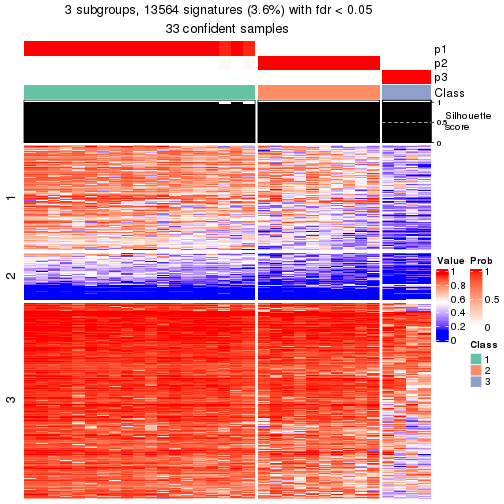 3 subgroups, 13564 signatures (3.6%) with fdr < 0.05
33 confident samples
p1
p2
p3
Class
1
0.5
0
Silhouette
score
1
2
3
Value
1
0.8
0.6
0.4
0.2
0
Prob
1
0.5
0
Class
1
2
3